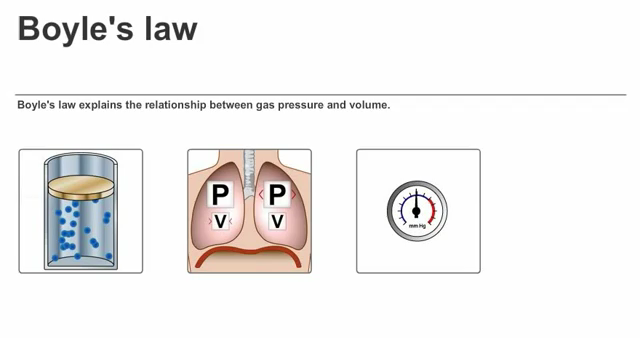 Boyle's law
Boyle's law explains the relationship between gas pressure and volume.
P P
V V
mm Hg